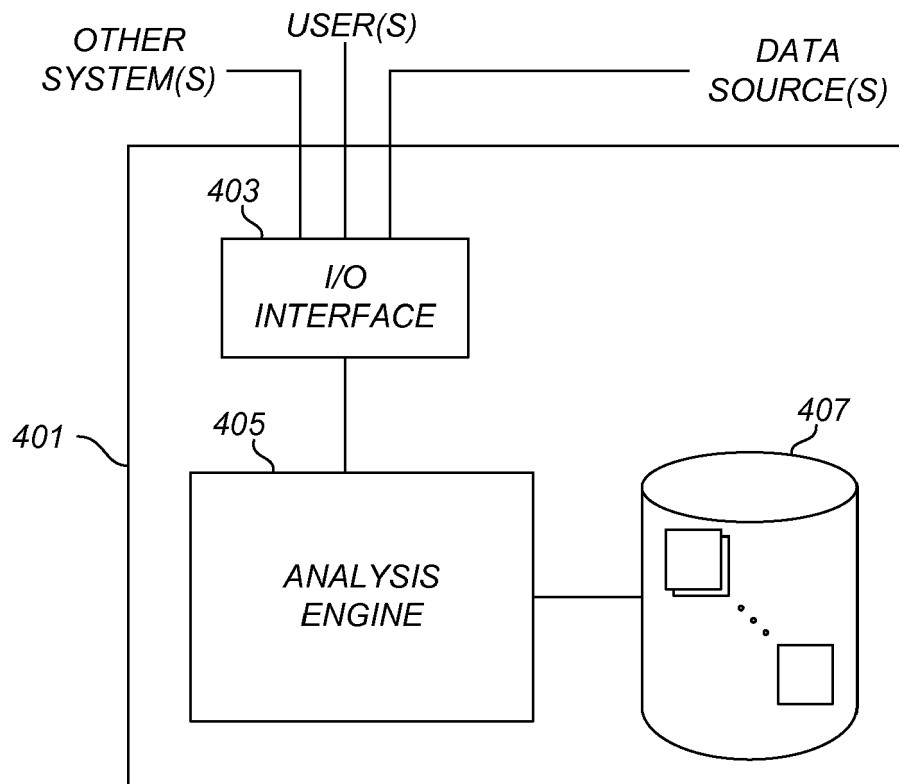 OTHER
SYSTEM(S)
USER(S)
DATA
SOURCE(S)
403
I/O
INTERFACE
401
405
407
ANALYSIS
ENGINE